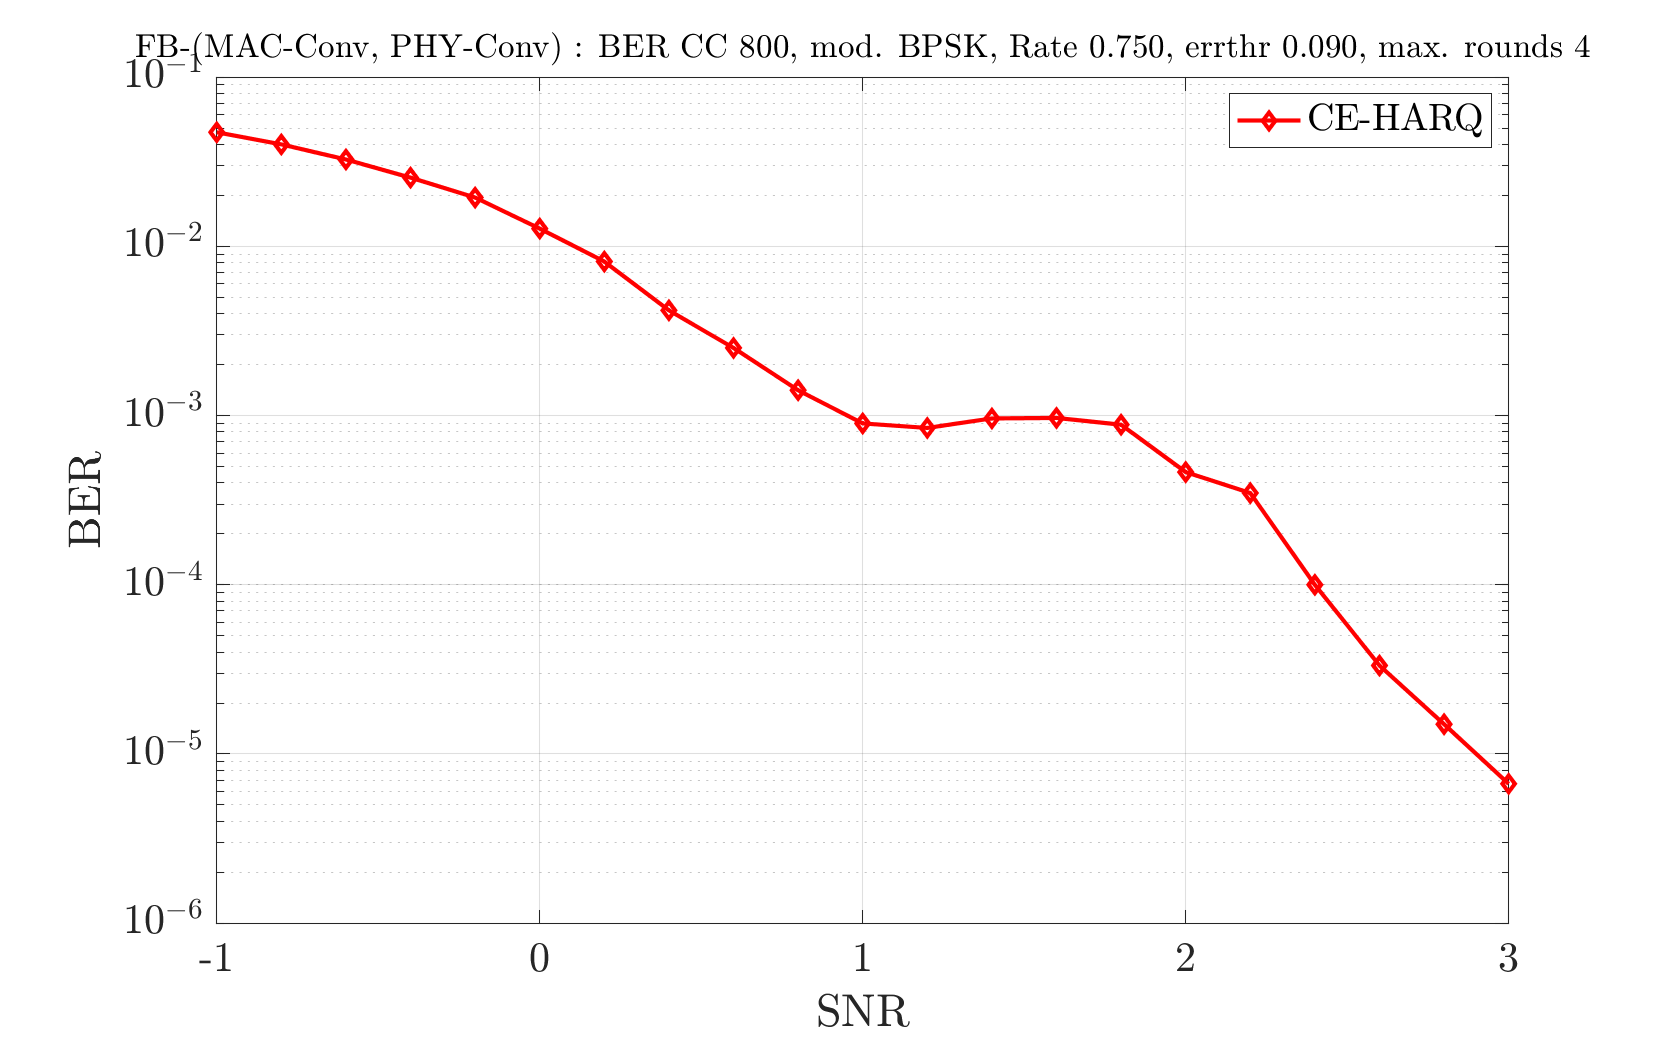 FB-(MAC-Conv, PHY-Conv) : BER CC 800, mod. BPSK, Rate 0.750, errthr 0.090, max. rounds 4
CE-HARQ
10⁻¹
10⁻²
10⁻³
10⁻⁴
10⁻⁵
10⁻⁶
BER
-1 0 1 2 3
SNR